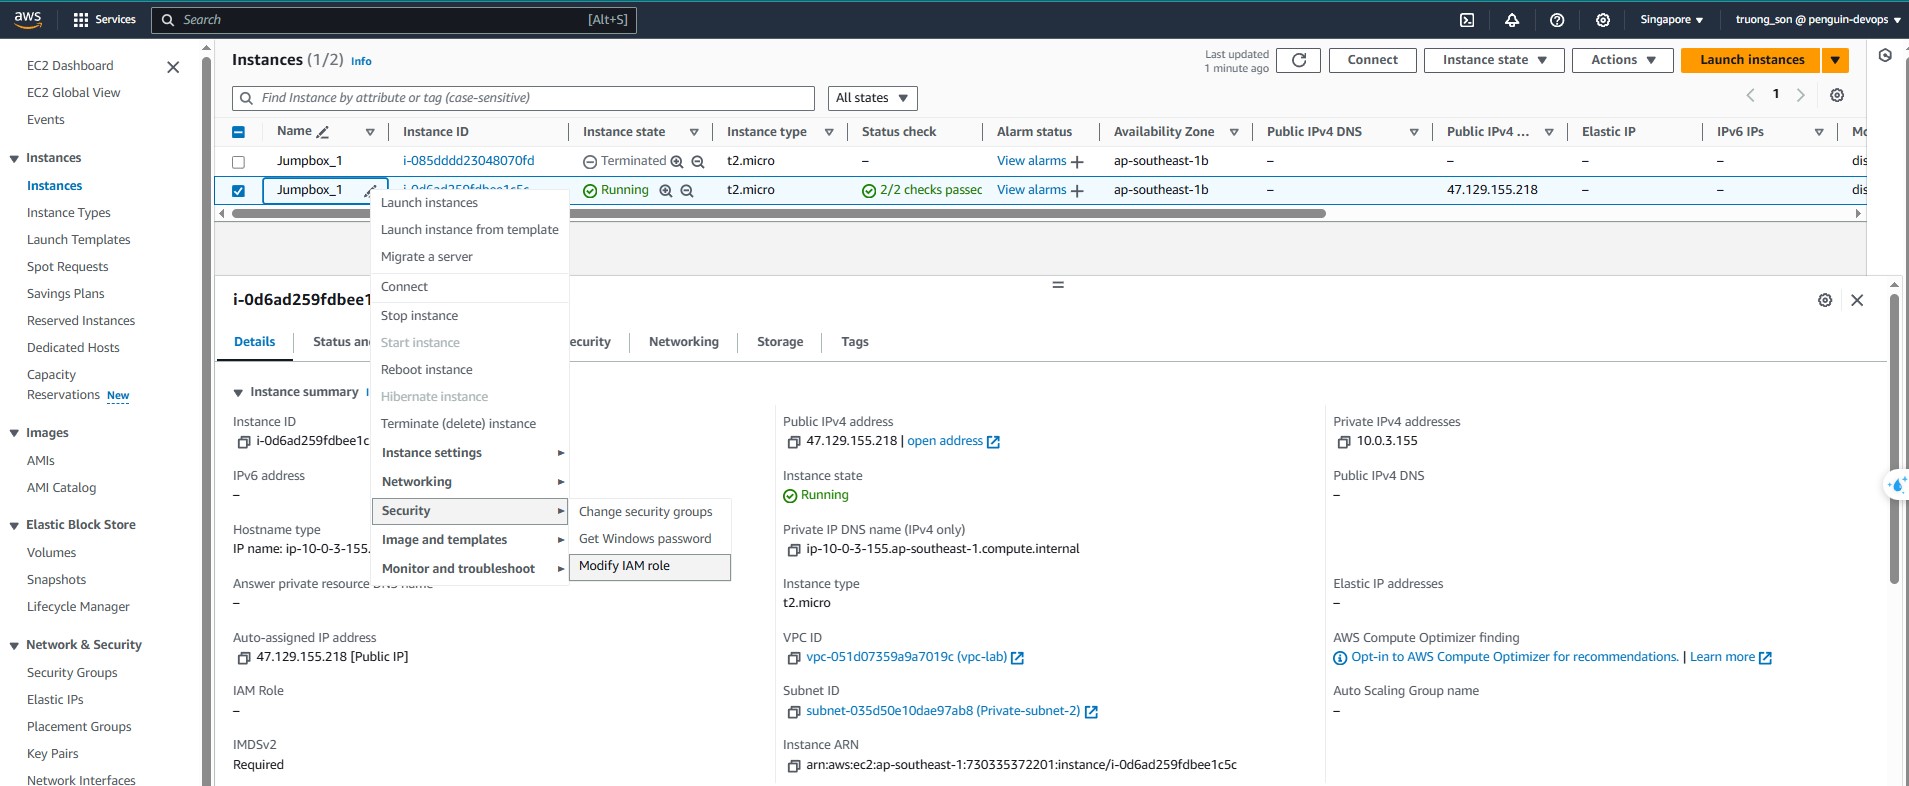 aws Services Search [Alt+S] Singapore truong_son @ penguin-devops
EC2 Dashboard
EC2 Global View
Events
Instances
Instances
Instance Types
Launch Templates
Spot Requests
Savings Plans
Reserved Instances
Dedicated Hosts
Capacity
Reservations New
Images
AMIs
AMI Catalog
Elastic Block Store
Volumes
Snapshots
Lifecycle Manager
Network & Security
Security Groups
Elastic IPs
Placement Groups
Key Pairs
Network Interfaces
Instances (1/2) Info
Last updated
1 minute ago
Connect Instance state Actions Launch instances
Find Instance by attribute or tag (case-sensitive) All states 1
Name Instance ID Instance state Instance type Status check Alarm status Availability Zone Public IPv4 DNS Public IPv4 ... Elastic IP IPv6 IPs
Jumpbox_1 i-085dddd23048070fd Terminated t2.micro – View alarms + ap-southeast-1b – – – – dis
Jumpbox_1 i-0d6ad259fdbee1c5c Running t2.micro 2/2 checks passec View alarms + ap-southeast-1b – 47.129.155.218 – – dis
Launch instances
Launch instance from template
Migrate a server
Connect
Stop instance
Start instance
Reboot instance
Hibernate instance
Terminate (delete) instance
Instance settings
Networking
Security
Image and templates
Monitor and troubleshoot
Change security groups
Get Windows password
Modify IAM role
i-0d6ad259fdbee1
Details Status an ecurity Networking Storage Tags
Instance summary
Instance ID
i-0d6ad259fdbee1c
IPv6 address
–
Hostname type
IP name: ip-10-0-3-155.
Answer private resource DNS name
–
Auto-assigned IP address
47.129.155.218 [Public IP]
IAM Role
–
IMDSv2
Required
Public IPv4 address
47.129.155.218 | open address
Instance state
Running
Private IP DNS name (IPv4 only)
ip-10-0-3-155.ap-southeast-1.compute.internal
Instance type
t2.micro
VPC ID
vpc-051d07359a9a7019c (vpc-lab)
Subnet ID
subnet-035d50e10dae97ab8 (Private-subnet-2)
Instance ARN
arn:aws:ec2:ap-southeast-1:730335372201:instance/i-0d6ad259fdbee1c5c
Private IPv4 addresses
10.0.3.155
Public IPv4 DNS
–
Elastic IP addresses
–
AWS Compute Optimizer finding
Opt-in to AWS Compute Optimizer for recommendations. | Learn more
Auto Scaling Group name
–